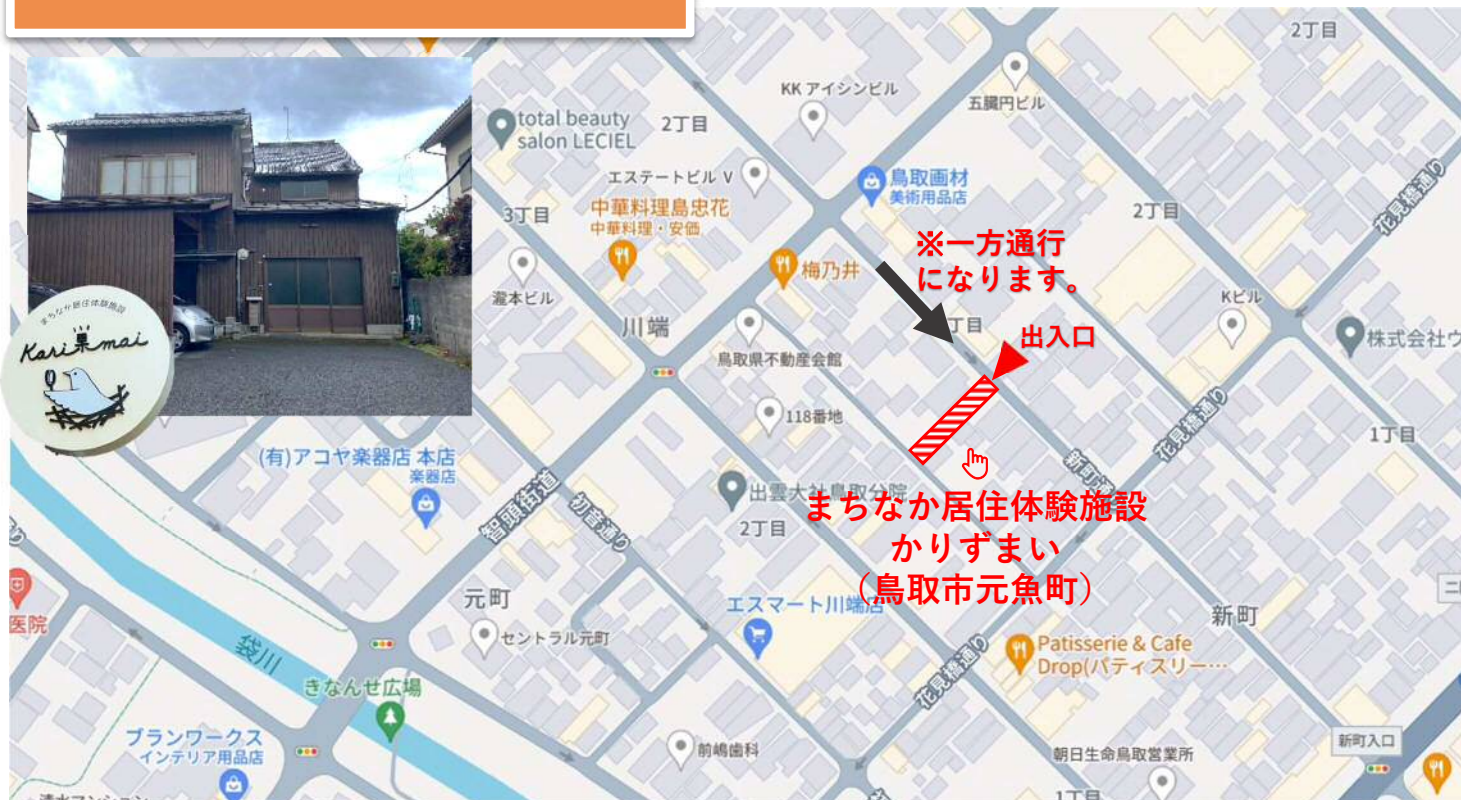 2丁目
KK アイシンビル
五臓円ビル
total beauty
salon LECIEL
2丁目
エステートビル V
鳥取画材
美術用品店
花見橋通り
3丁目
中華料理島忠花
中華料理・安価
2丁目
※一方通行
になります。
梅乃井
瀧本ビル
Kビル
まちなか居住体験施設
Kari巣mai
川端
丁目
出入口
株式会社ウ
鳥取県不動産会館
118番地
花見橋通り
1丁目
(有)アコヤ楽器店 本店
楽器店
新町通
出雲大社鳥取分院
智頭街道
初音通り
2丁目
まちなか居住体験施設
かりずまい
（鳥取市元魚町）
医院
元町
エスマート川端店
新町
セントラル元町
袋川
花見橋通り
Patisserie & Cafe
Drop(パティスリー…
きなんせ広場
プランワークス
インテリア用品店
前嶋歯科
朝日生命鳥取営業所
新町入口
清水マンション
1丁目